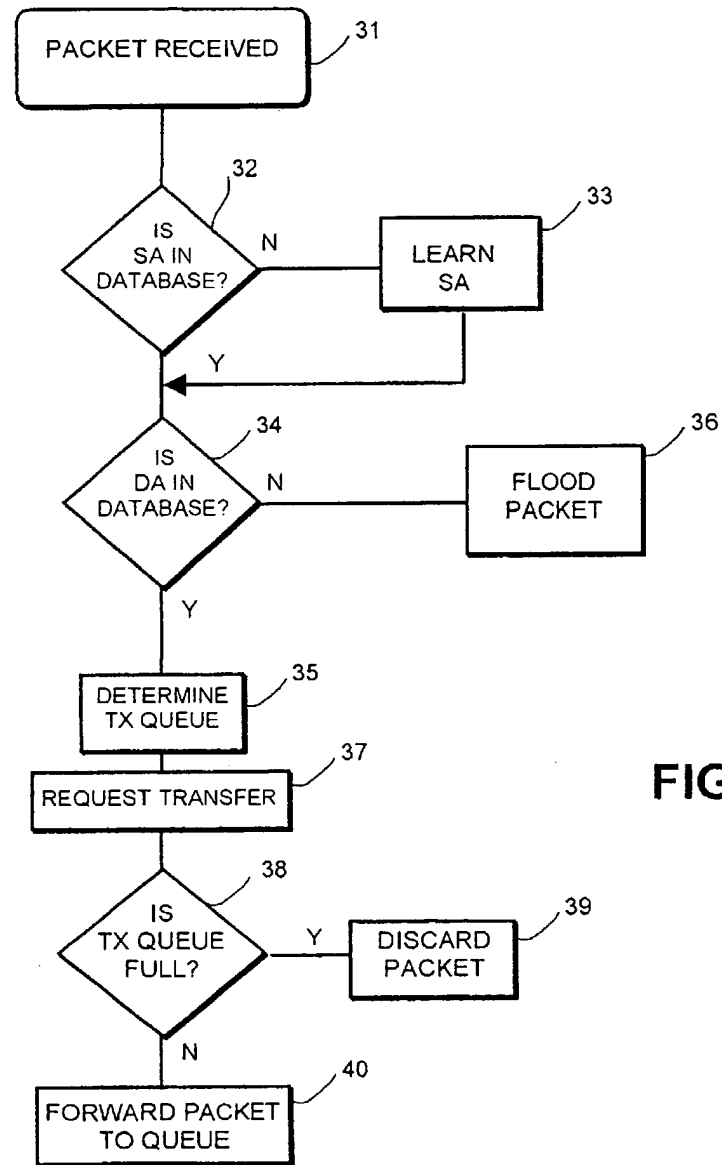 PACKET RECEIVED
31
32
IS
SA IN
DATABASE?
N
33
LEARN
SA
Y
34
IS
DA IN
DATABASE?
N
36
FLOOD
PACKET
Y
35
DETERMINE
TX QUEUE
37
REQUEST TRANSFER
FIG
38
IS
TX QUEUE
FULL?
Y
39
DISCARD
PACKET
N
40
FORWARD PACKET
TO QUEUE